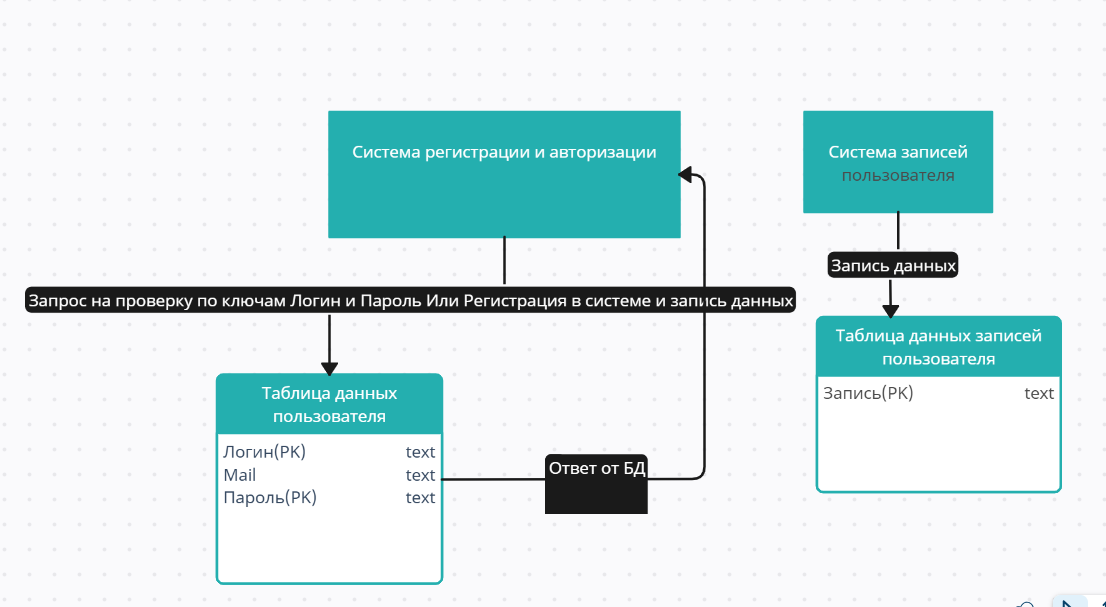 Система регистрации и авторизации
Система записей
пользователя
Запись данных
Запрос на проверку по ключам Логин и Пароль Или Регистрация в системе и запись данных
Таблица данных записей
пользователя
Запись(PK) text
Таблица данных
пользователя
Логин(PK) text
Mail text
Пароль(PK) text
Ответ от БД